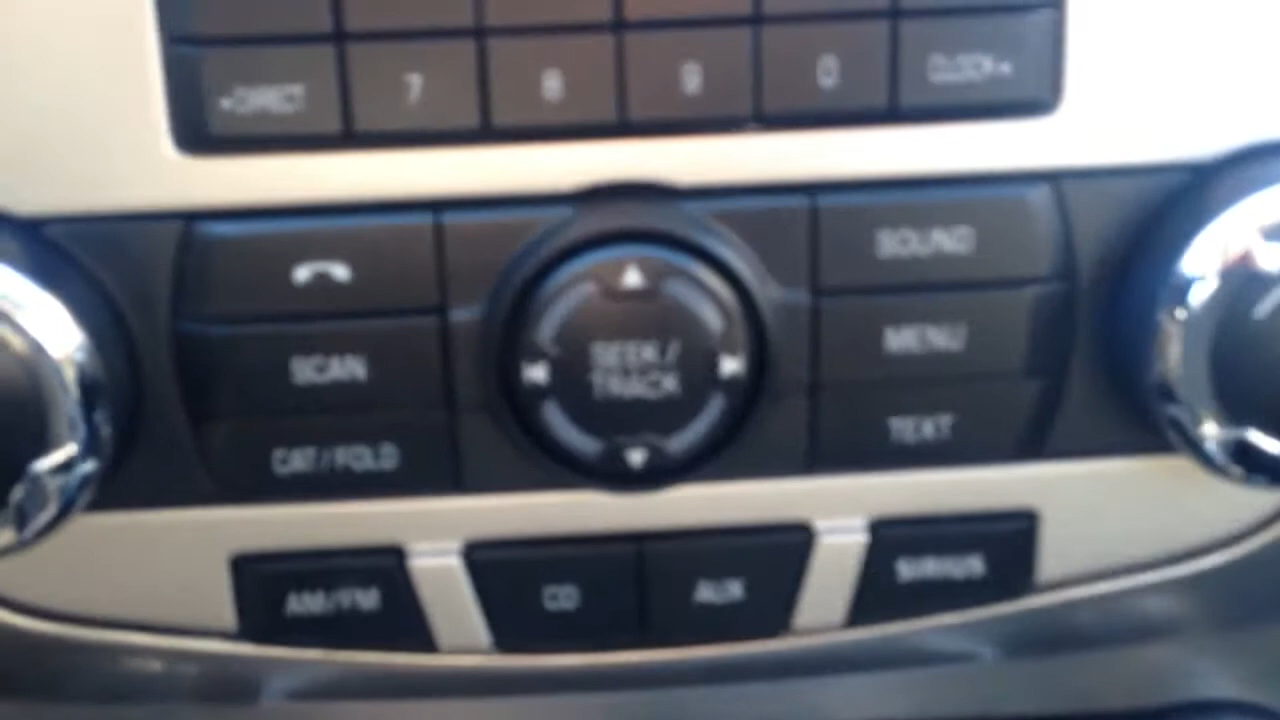 DIRECT 7 8 9 0 CLOCK
SOUND
SCAN
SEEK/
TRACK
MENU
CAT/FOLD
TEXT
AM/FM CD AUX SIRIUS